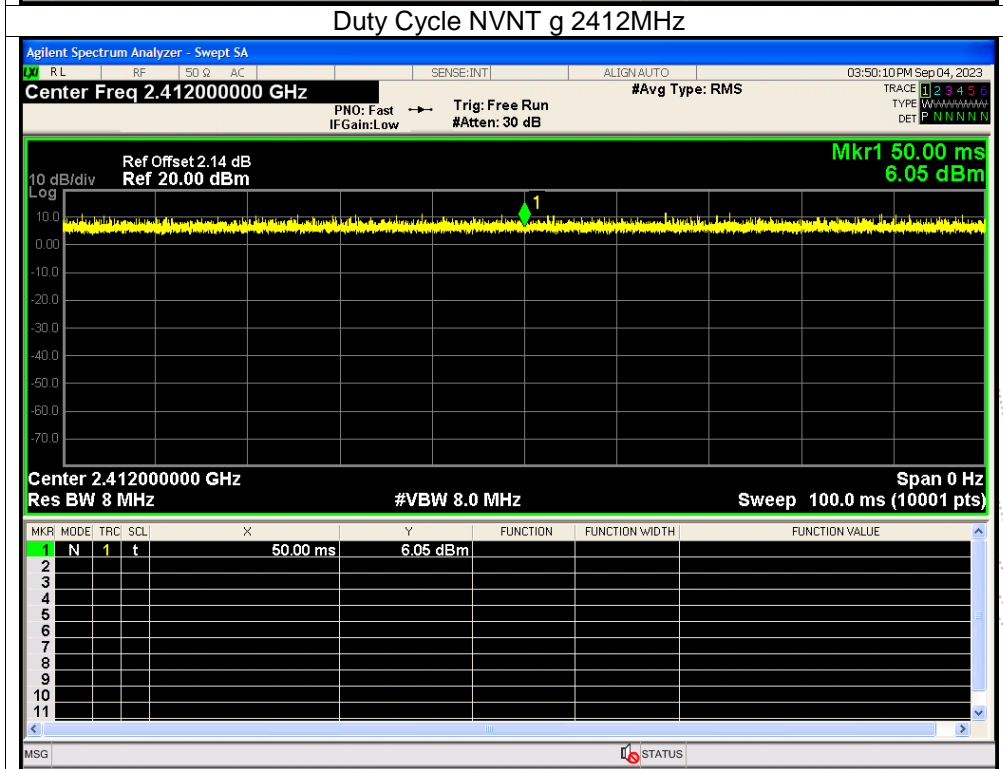 Duty Cycle NVNT g 2412MHz
Agilent Spectrum Analyzer - Swept SA
LXI RL RF 50 Ω AC SENSE:INT ALIGN AUTO 03:50:10 PM Sep 04, 2023
Center Freq 2.412000000 GHz #Avg Type: RMS TRACE 1 2 3 4 5 6
PNO: Fast Trig: Free Run TYPE
IFGain:Low #Atten: 30 dB DET P N N N N N
Mkr1 50.00 ms
Ref Offset 2.14 dB
10 dB/div Ref 20.00 dBm 6.05 dBm
Log
1
10.0
0.00
-10.0
-20.0
-30.0
-40.0
-50.0
-60.0
-70.0
Center 2.412000000 GHz Span 0 Hz
Res BW 8 MHz #VBW 8.0 MHz Sweep 100.0 ms (10001 pts)
MKR MODE TRC SCL X Y FUNCTION FUNCTION WIDTH FUNCTION VALUE
1 N 1 t 50.00 ms 6.05 dBm
2
3
4
5
6
7
8
9
10
11
MSG STATUS